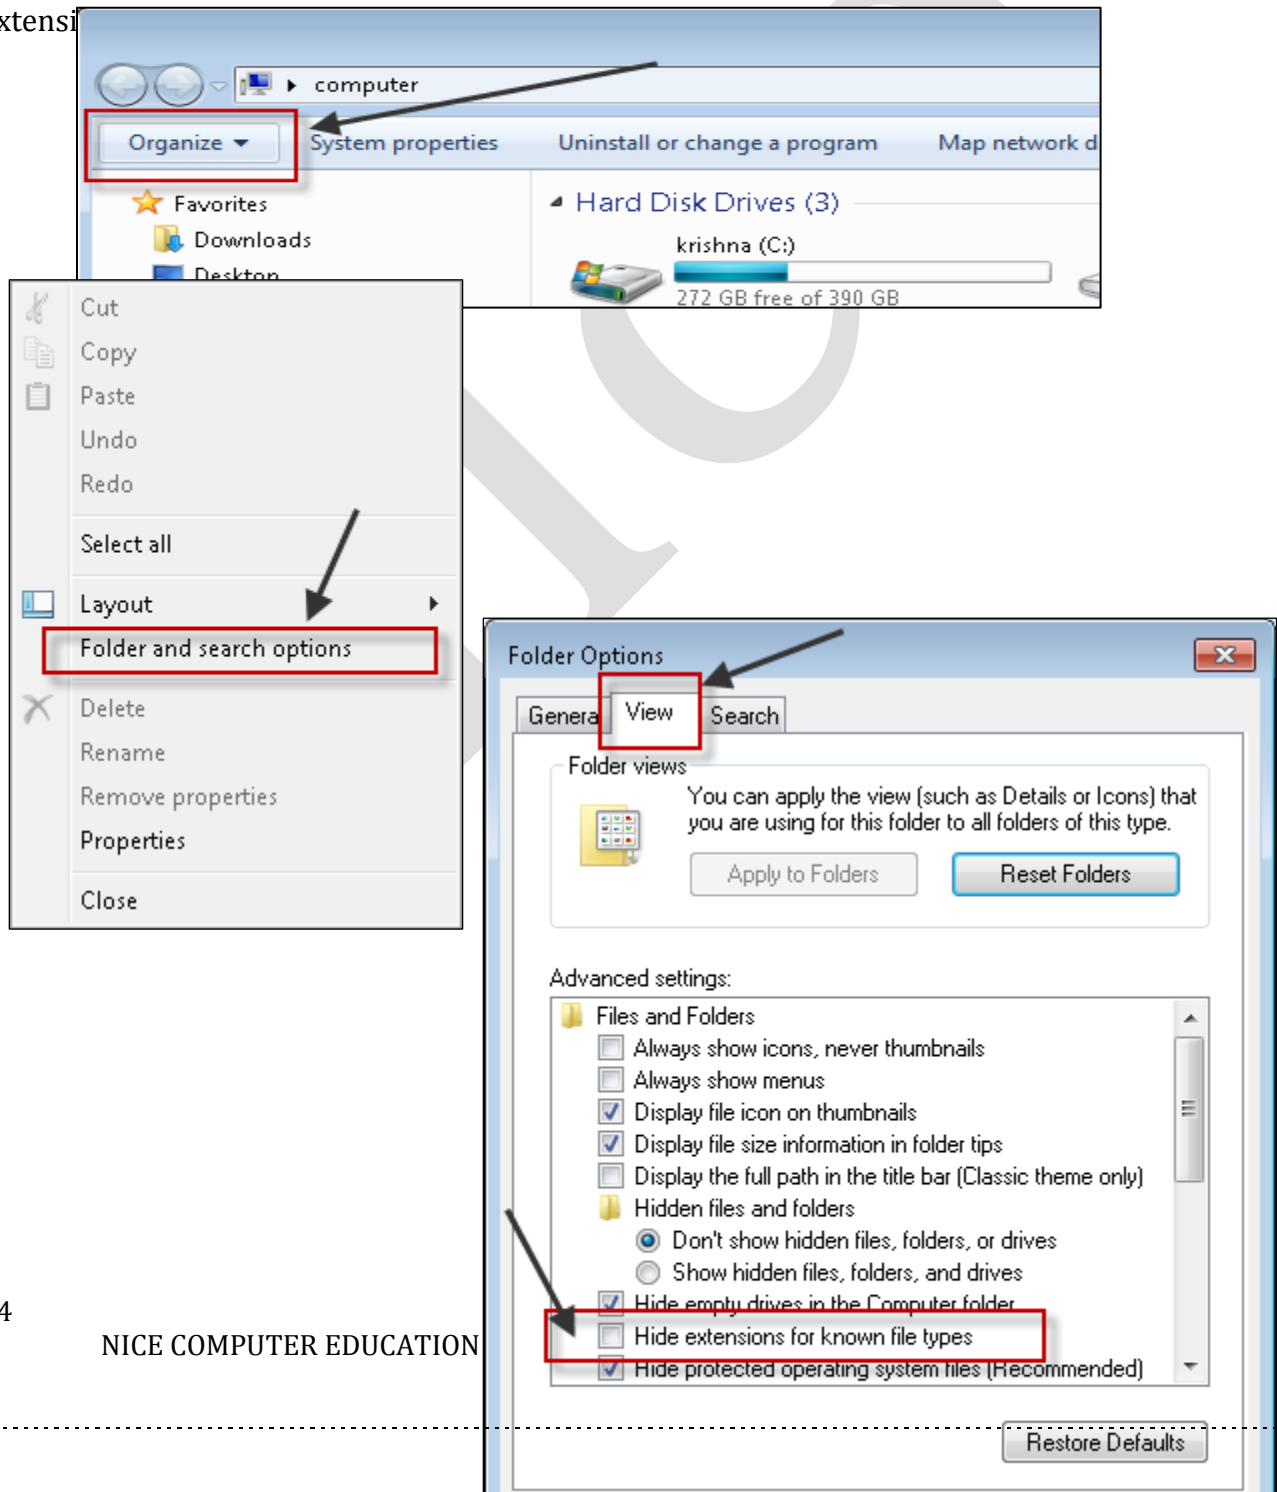 xtensi
computer
Organize
System properties
Uninstall or change a program
Map network d
Favorites
Downloads
Desktop
Hard Disk Drives (3)
krishna (C:)
272 GB free of 390 GB
Cut
Copy
Paste
Undo
Redo
Select all
Layout
Folder and search options
Delete
Rename
Remove properties
Properties
Close
Folder Options
Genera
View
Search
Folder views
You can apply the view (such as Details or Icons) that
you are using for this folder to all folders of this type.
Apply to Folders
Reset Folders
Advanced settings:
Files and Folders
Always show icons, never thumbnails
Always show menus
Display file icon on thumbnails
Display file size information in folder tips
Display the full path in the title bar (Classic theme only)
Hidden files and folders
Don't show hidden files, folders, or drives
Show hidden files, folders, and drives
Hide empty drives in the Computer folder
Hide extensions for known file types
Hide protected operating system files (Recommended)
Restore Defaults
4
NICE COMPUTER EDUCATION